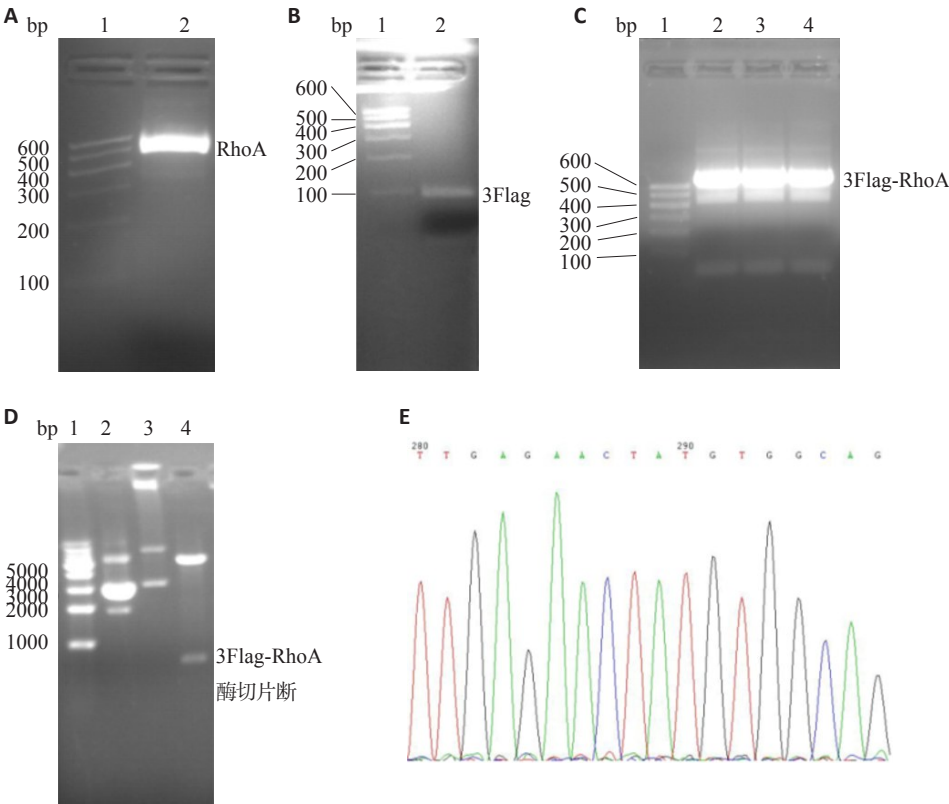 A
bp 1 2
600
500
400
300
200
100
RhoA
B
bp 1 2
600
500
400
300
200
100
3Flag
C
bp 1 2 3 4
600
500
400
300
200
100
3Flag-RhoA
D
bp 1 2 3 4
5000
4000
3000
2000
1000
3Flag-RhoA
酶切片断
E
280 290
T T G A G A A C T A T G T G G C A G